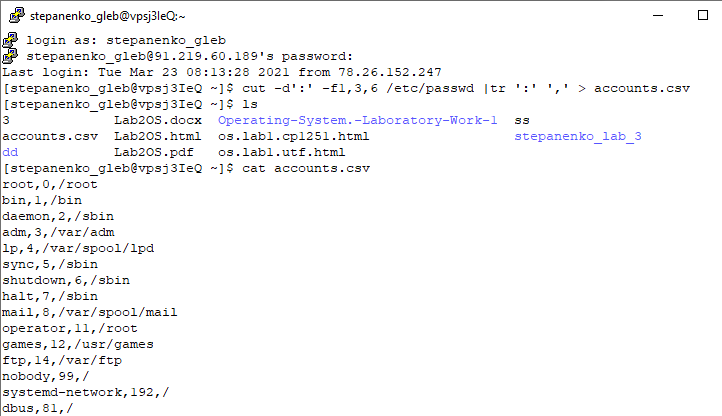 stepanenko_gleb@vpsj3IeQ:~
login as: stepanenko_gleb
stepanenko_gleb@91.219.60.189's password:
Last login: Tue Mar 23 08:13:28 2021 from 78.26.152.247
[stepanenko_gleb@vpsj3IeQ ~]$ cut -d':' -f1,3,6 /etc/passwd |tr ':' ',' > accounts.csv
[stepanenko_gleb@vpsj3IeQ ~]$ ls
3 Lab2OS.docx Operating-System.-Laboratory-Work-1 ss
accounts.csv Lab2OS.html os.lab1.cp1251.html stepanenko_lab_3
dd Lab2OS.pdf os.lab1.utf.html
[stepanenko_gleb@vpsj3IeQ ~]$ cat accounts.csv
root,0,/root
bin,1,/bin
daemon,2,/sbin
adm,3,/var/adm
lp,4,/var/spool/lpd
sync,5,/sbin
shutdown,6,/sbin
halt,7,/sbin
mail,8,/var/spool/mail
operator,11,/root
games,12,/usr/games
ftp,14,/var/ftp
nobody,99,/
systemd-network,192,/
dbus,81,/